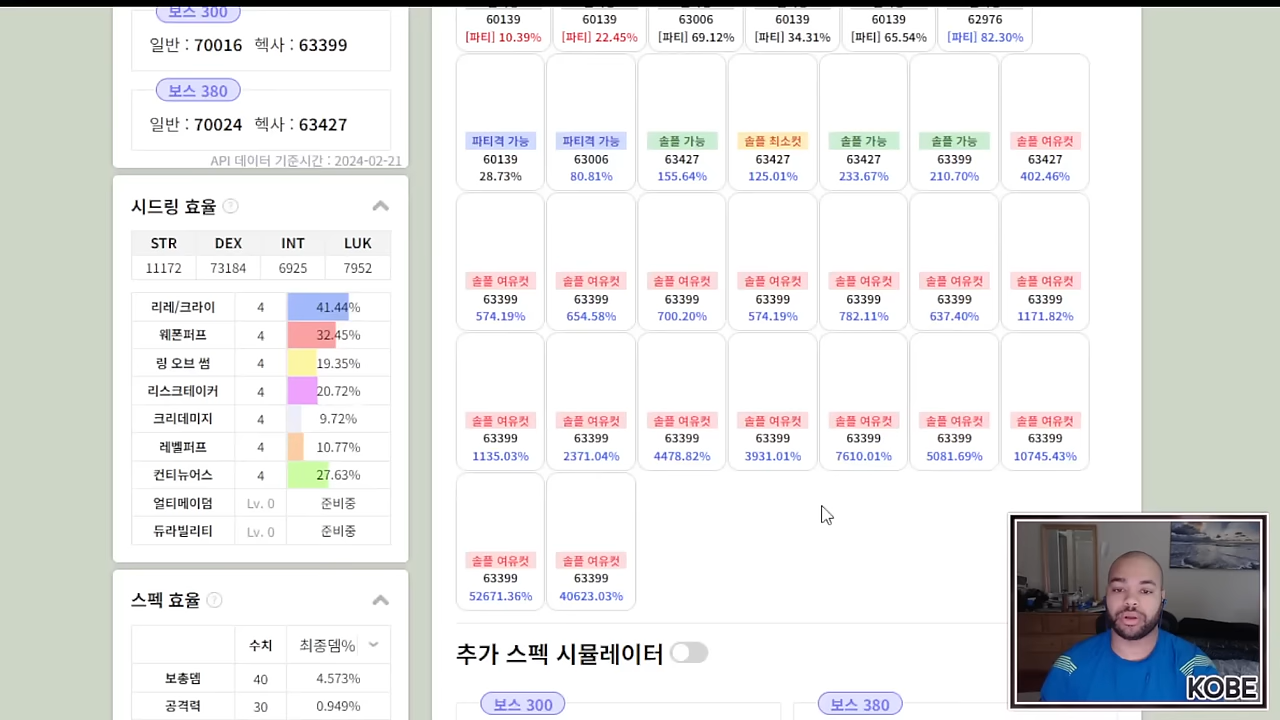 보스 300
일반 : 70016 헥사 : 63399
보스 380
일반 : 70024 헥사 : 63427
API 데이터 기준시간 : 2024-02-21
시드링 효율 ?
STR DEX INT LUK
11172 73184 6925 7952
리레/크라이 4 41.44%
웨폰퍼프 4 32.45%
링 오브 썸 4 19.35%
리스크테이커 4 20.72%
크리데미지 4 9.72%
레벨퍼프 4 10.77%
컨티뉴어스 4 27.63%
얼티메이덤 Lv. 0 준비중
듀라빌리티 Lv. 0 준비중
스펙 효율 ?
수치 최종뎀%
보총뎀 40 4.573%
공격력 30 0.949%
60139 60139 63006 60139 60139 62976
[파티] 10.39% [파티] 22.45% [파티] 69.12% [파티] 34.31% [파티] 65.54% [파티] 82.30%
파티격 가능 파티격 가능 솔플 가능 솔플 최소컷 솔플 가능 솔플 가능 솔플 여유컷
60139 63006 63427 63427 63427 63399 63427
28.73% 80.81% 155.64% 125.01% 233.67% 210.70% 402.46%
솔플 여유컷 솔플 여유컷 솔플 여유컷 솔플 여유컷 솔플 여유컷 솔플 여유컷 솔플 여유컷
63399 63399 63399 63399 63399 63399 63399
574.19% 654.58% 700.20% 574.19% 782.11% 637.40% 1171.82%
솔플 여유컷 솔플 여유컷 솔플 여유컷 솔플 여유컷 솔플 여유컷 솔플 여유컷 솔플 여유컷
63399 63399 63399 63399 63399 63399 63399
1135.03% 2371.04% 4478.82% 3931.01% 7610.01% 5081.69% 10745.43%
솔플 여유컷 솔플 여유컷
63399 63399
52671.36% 40623.03%
추가 스펙 시뮬레이터
보스 300 보스 380
KOBE